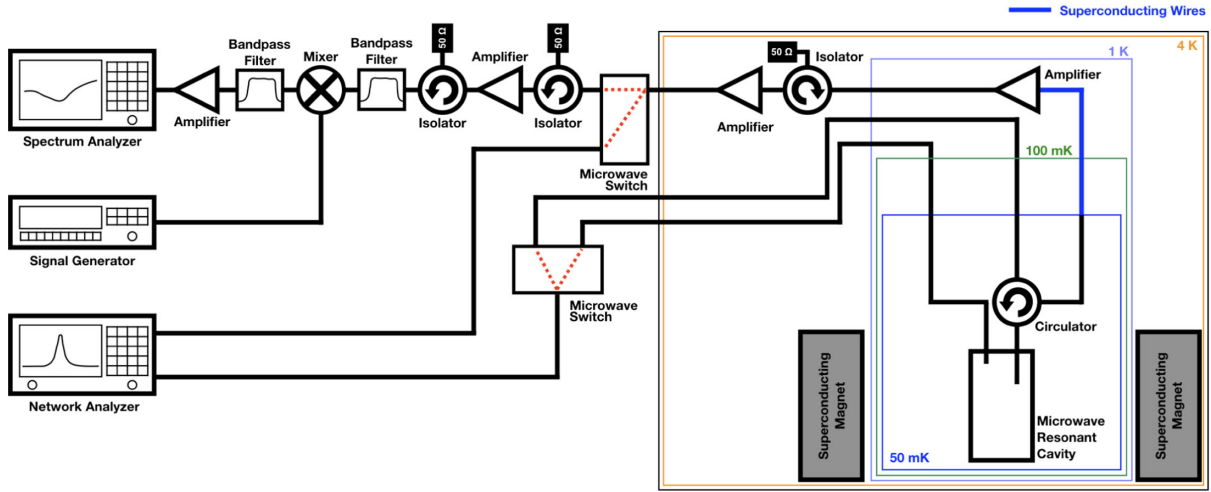 Superconducting Wires
4 K
1 K
50 Ω
50 Ω
50 Ω
Isolator
Bandpass
Filter
Mixer
Bandpass
Filter
Amplifier
Amplifier
Amplifier
Isolator
Isolator
Amplifier
Spectrum Analyzer
100 mK
Microwave
Switch
Signal Generator
Microwave
Switch
Circulator
Network Analyzer
Superconducting
Magnet
Superconducting
Magnet
Microwave
Resonant
Cavity
50 mK